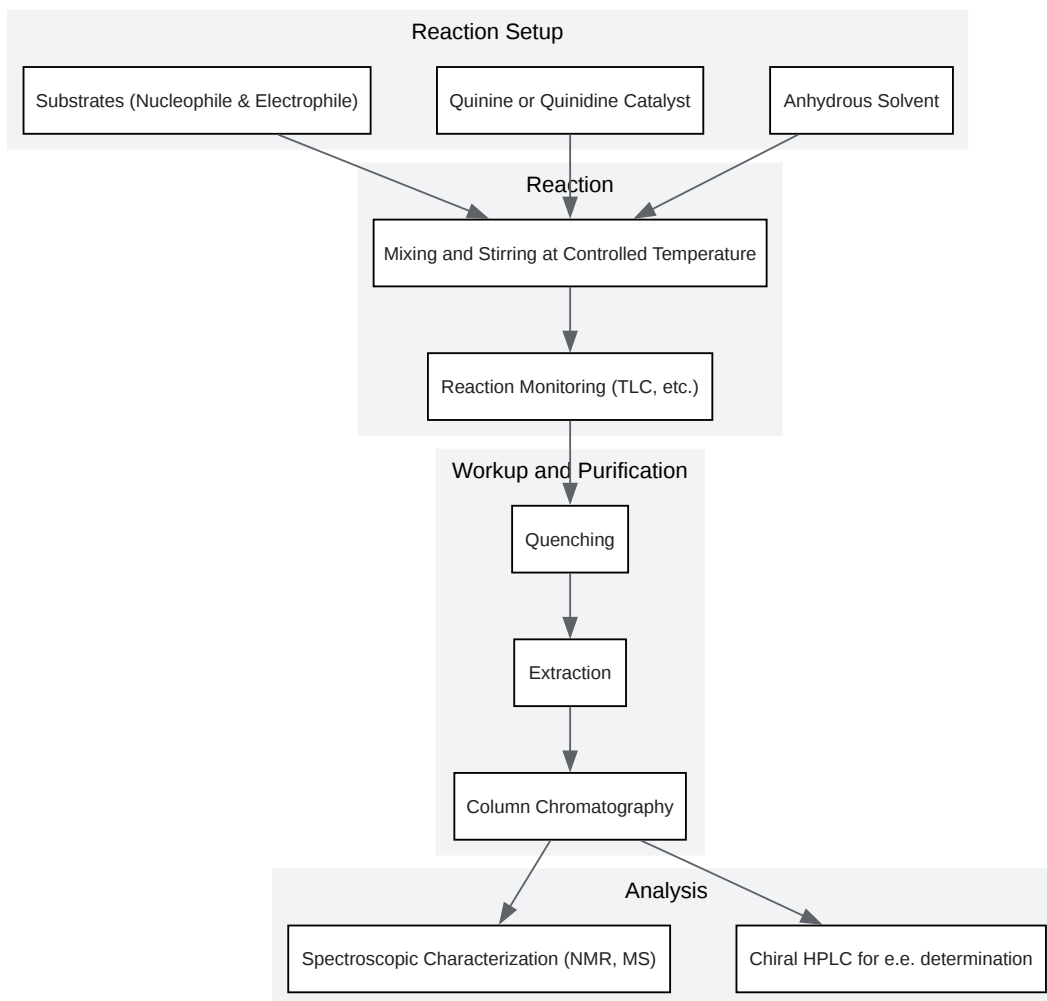 Reaction Setup
Substrates (Nucleophile & Electrophile)
Quinine or Quinidine Catalyst
Anhydrous Solvent
Reaction
Mixing and Stirring at Controlled Temperature
Reaction Monitoring (TLC, etc.)
Workup and Purification
Quenching
Extraction
Column Chromatography
Analysis
Spectroscopic Characterization (NMR, MS)
Chiral HPLC for e.e. determination